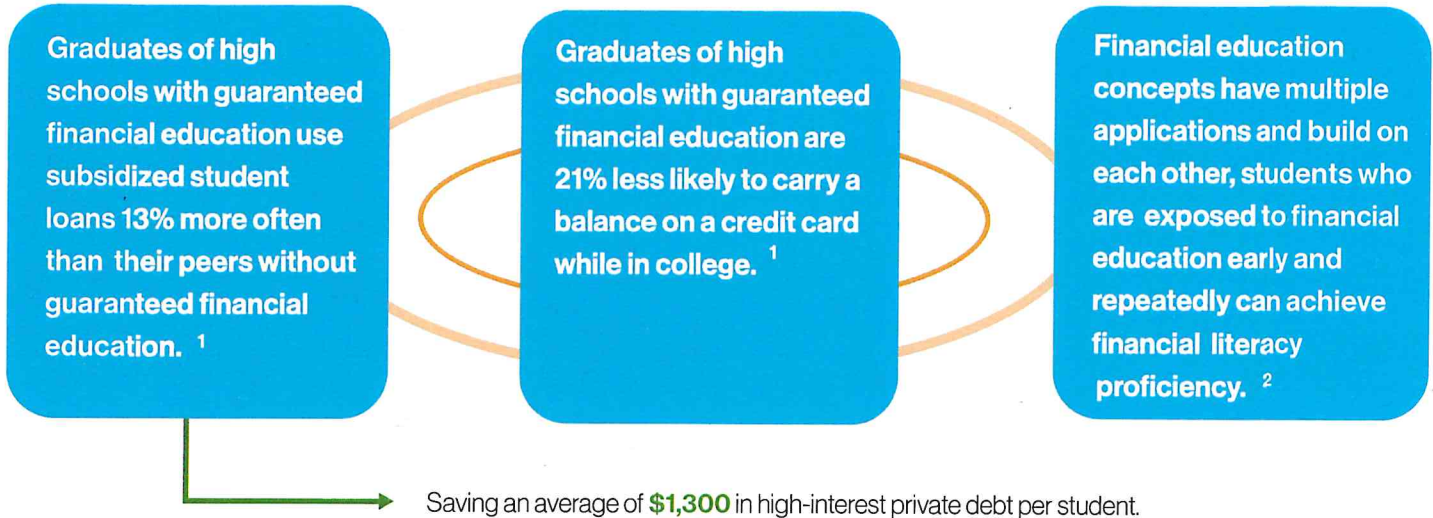 Graduates of high
schools with guaranteed
financial education use
subsidized student
loans 13% more often
than their peers without
guaranteed financial
education. 1
Graduates of high
schools with guaranteed
financial education are
21% less likely to carry a
balance on a credit card
while in college. 1
Financial education
concepts have multiple
applications and build on
each other, students who
are exposed to financial
education early and
repeatedly can achieve
financial literacy
proficiency. 2
Saving an average of $1,300 in high-interest private debt per student.